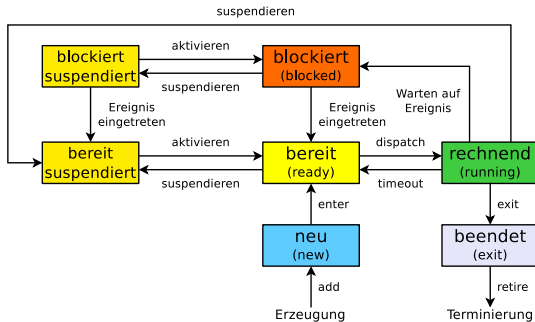 suspendieren
blockiert
suspendiert
aktivieren
suspendieren
blockiert
(blocked)
Warten auf
Ereignis
Ereignis
eingetreten
Ereignis
eingetreten
bereit
suspendiert
aktivieren
suspendieren
bereit
(ready)
dispatch
timeout
rechnend
(running)
enter
exit
neu
(new)
beendet
(exit)
add
retire
Erzeugung
Terminierung